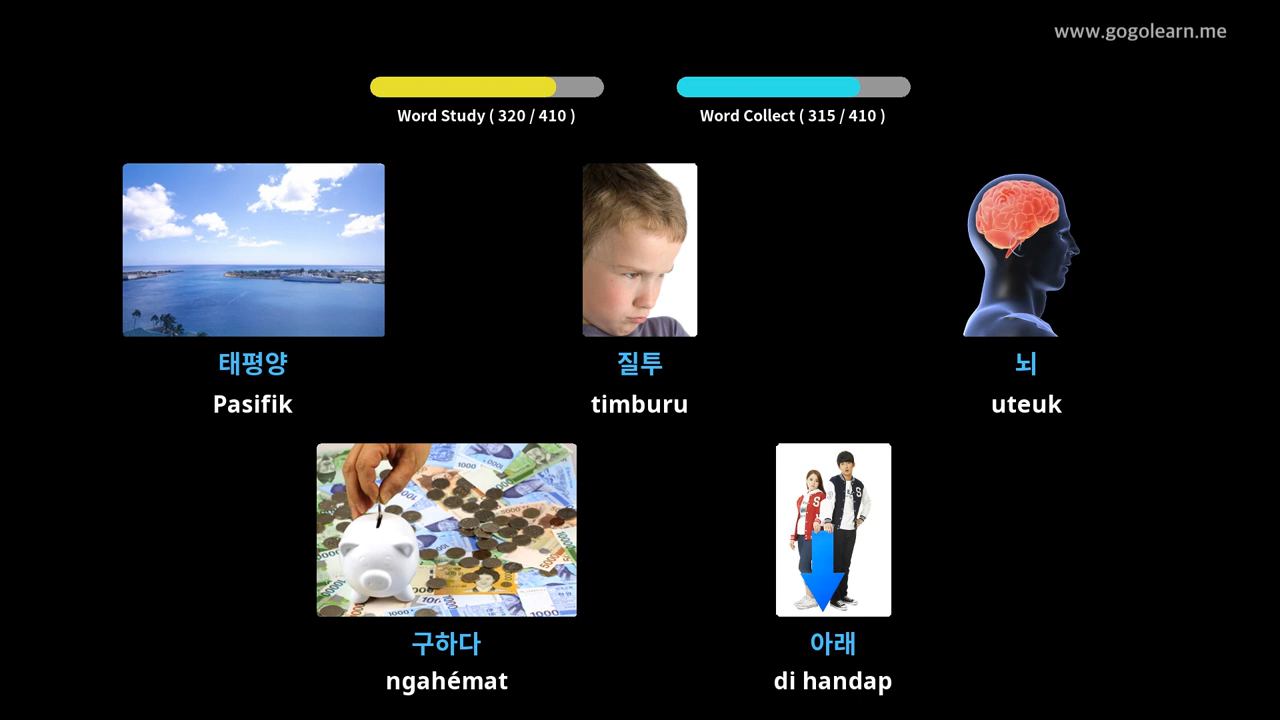 www.gogolearn.me
Word Study ( 320 / 410 )
Word Collect ( 315 / 410 )
태평양
Pasifik
질투
timburu
뇌
uteuk
구하다
ngahémat
아래
di handap